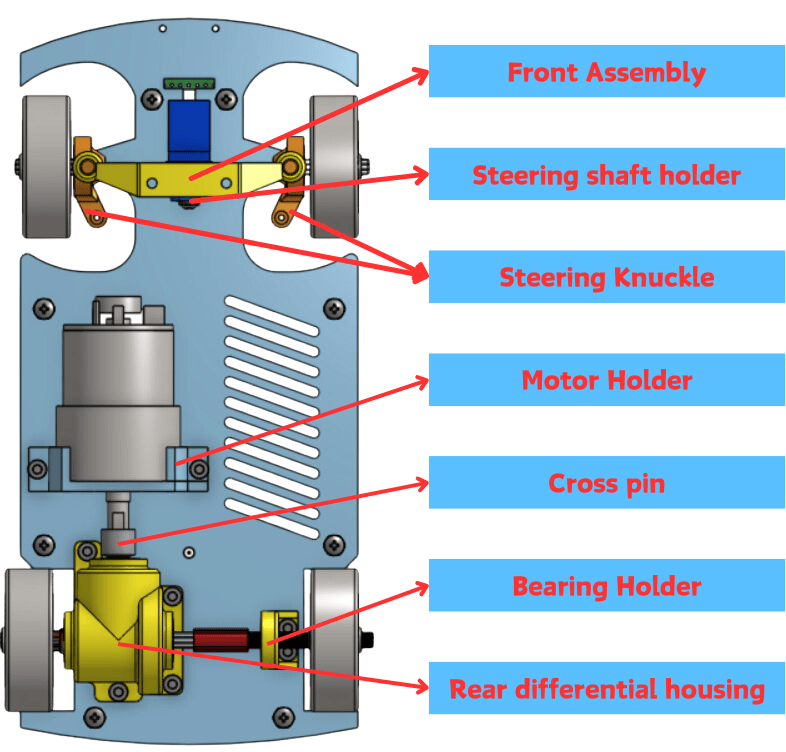 Front Assembly
Steering shaft holder
Steering Knuckle
Motor Holder
Cross pin
Bearing Holder
Rear differential housing